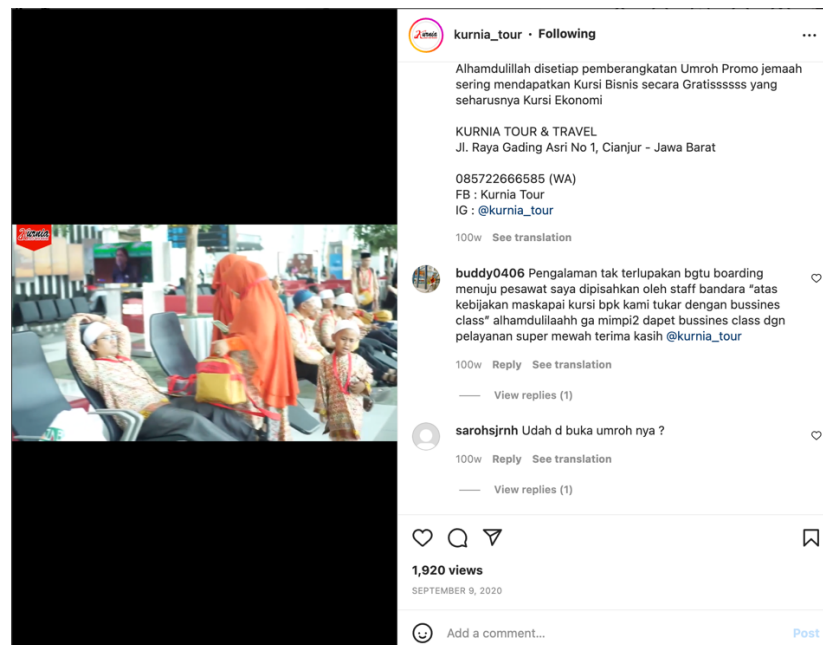 Kurnia
kurnia_tour · Following
Alhamdulillah disetiap pemberangkatan Umroh Promo jemaah
sering mendapatkan Kursi Bisnis secara Gratissssss yang
seharusnya Kursi Ekonomi
KURNIA TOUR & TRAVEL
Jl. Raya Gading Asri No 1, Cianjur - Jawa Barat
085722666585 (WA)
FB : Kurnia Tour
IG : @kurnia_tour
100w See translation
Kurnia
buddy0406 Pengalaman tak terlupakan bgtu boarding
menuju pesawat saya dipisahkan oleh staff bandara “atas
kebijakan maskapai kursi bpk kami tukar dengan bussines
class” alhamdulilaahh ga mimpi2 dapet bussines class dgn
pelayanan super mewah terima kasih @kurnia_tour
100w Reply See translation
View replies (1)
sarohsjrnh Udah d buka umroh nya ?
100w Reply See translation
View replies (1)
1,920 views
SEPTEMBER 9, 2020
Add a comment...
Post